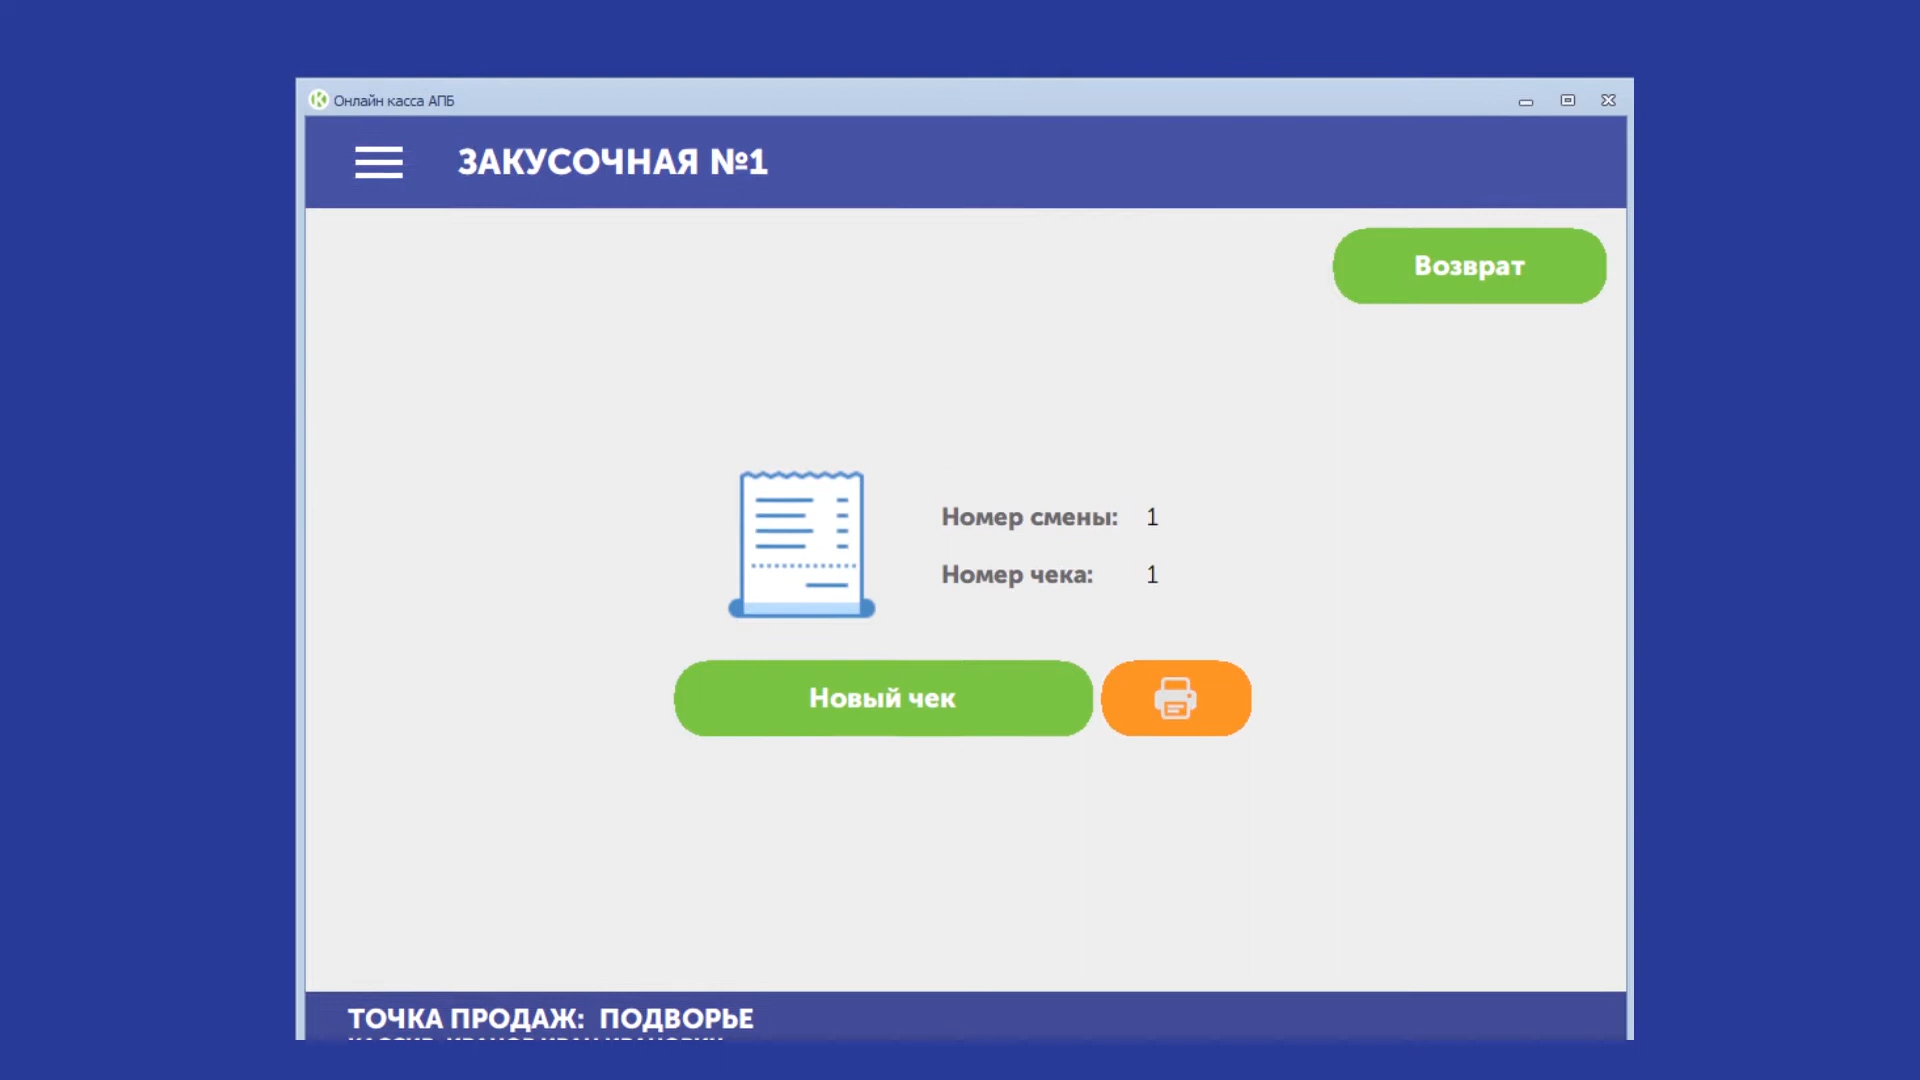 Онлайн касса АПБ
ЗАКУСОЧНАЯ №1
Возврат
Номер смены: 1
Номер чека: 1
Новый чек
ТОЧКА ПРОДАЖ: ПОДВОРЬЕ